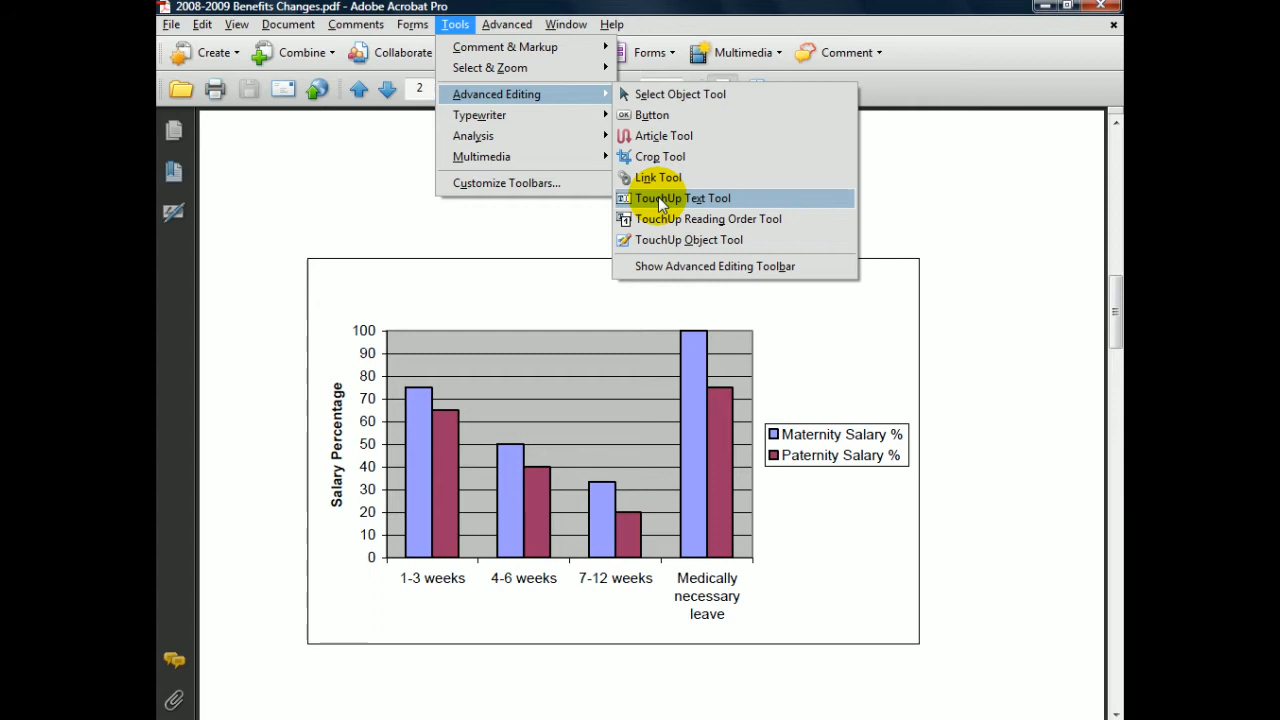 2008-2009 Benefits Changes.pdf - Adobe Acrobat Pro
File Edit View Document Comments Forms Tools Advanced Window Help
Create Combine Collaborate Forms Multimedia Comment
2
Comment & Markup
Select & Zoom
Advanced Editing
Typewriter
Analysis
Multimedia
Customize Toolbars...
Select Object Tool
OK Button
Article Tool
Crop Tool
Link Tool
TouchUp Text Tool
TouchUp Reading Order Tool
TouchUp Object Tool
Show Advanced Editing Toolbar
Salary Percentage
100
90
80
70
60
50
40
30
20
10
0
1-3 weeks 4-6 weeks 7-12 weeks Medically
necessary
leave
Maternity Salary %
Paternity Salary %